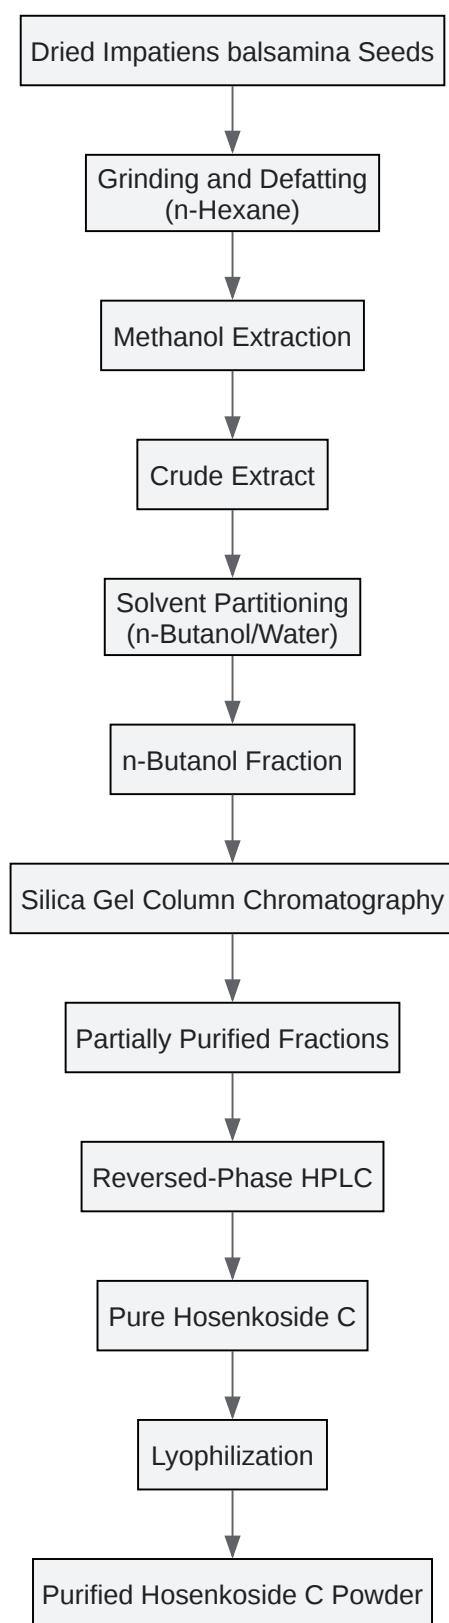 Dried Impatiens balsamina Seeds
Grinding and Defatting
(n-Hexane)
Methanol Extraction
Crude Extract
Solvent Partitioning
(n-Butanol/Water)
n-Butanol Fraction
Silica Gel Column Chromatography
Partially Purified Fractions
Reversed-Phase HPLC
Pure Hosenkoside C
Lyophilization
Purified Hosenkoside C Powder